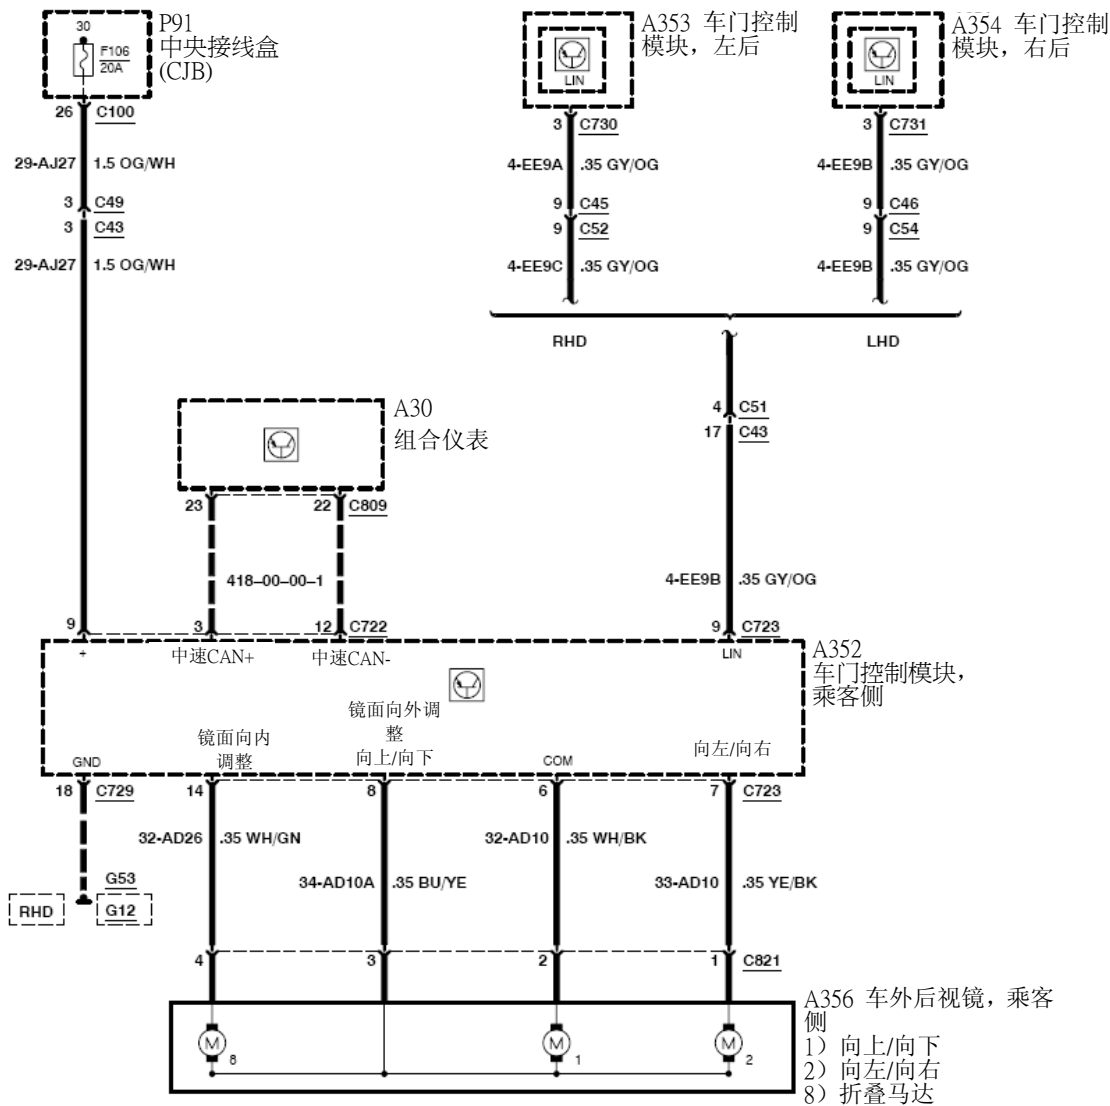 30
F106
20A
P91
中央接线盒
(CJB)
LIN
A353 车门控制
模块，左后
LIN
A354 车门控制
模块，右后
26 C100
3 C730
3 C731
29-AJ27 1.5 OG/WH
4-EE9A .35 GY/OG
4-EE9B .35 GY/OG
3 C49
9 C45
9 C46
3 C43
9 C52
9 C54
29-AJ27 1.5 OG/WH
4-EE9C .35 GY/OG
4-EE9B .35 GY/OG
RHD
LHD
A30
组合仪表
4 C51
17 C43
23
22 C809
418-00-00-1
4-EE9B .35 GY/OG
9
3
12 C722
9 C723
+
中速CAN+
中速CAN-
LIN
A352
车门控制模块，
乘客侧
GND
镜面向内
调整
镜面向外调
整
向上/向下
COM
向左/向右
18 C729
14
8
6
7 C723
32-AD26 .35 WH/GN
32-AD10 .35 WH/BK
34-AD10A .35 BU/YE
33-AD10 .35 YE/BK
G53
RHD
G12
4
3
2
1 C821
M
8
M
1
M
2
A356 车外后视镜，乘客
侧
1）向上/向下
2）向左/向右
8）折叠马达